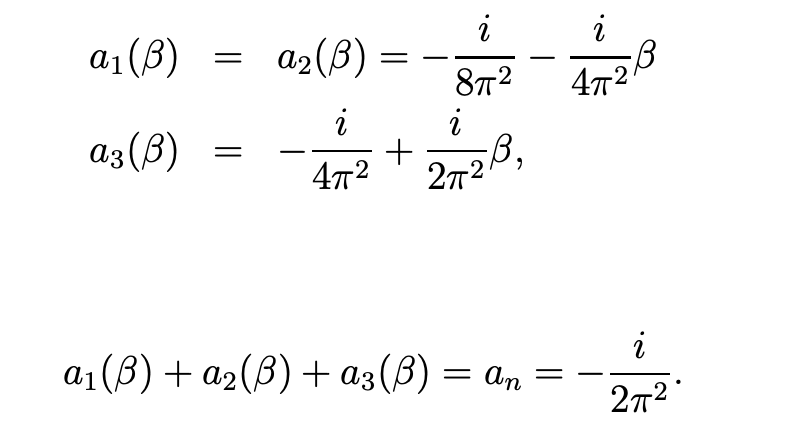 a₁(β) = a₂(β) = −i/8π² − i/4π² β
a₃(β) = −i/4π² + i/2π² β,
a₁(β) + a₂(β) + a₃(β) = aₙ = −i/2π².